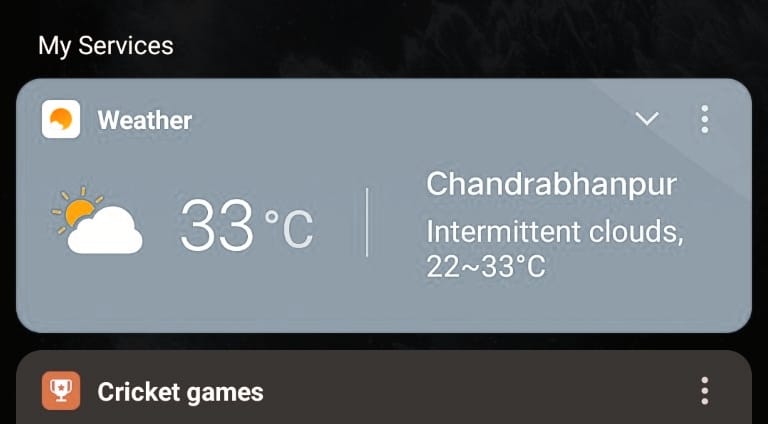 My Services
Weather
33°C
Chandrabhanpur
Intermittent clouds,
22~33°C
Cricket games